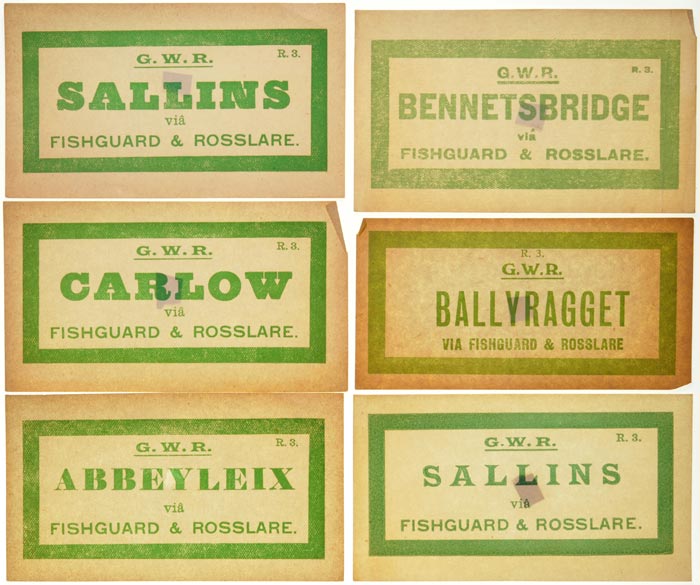 G.W.R. R. 3.
SALLINS
viâ
FISHGUARD & ROSSLARE.
G.W.R. R. 3.
BENNETSBRIDGE
viâ
FISHGUARD & ROSSLARE.
G.W.R. R. 3.
CARLOW
viâ
FISHGUARD & ROSSLARE.
R. 3.
G.W.R.
BALLYRAGGET
VIA FISHGUARD & ROSSLARE
G.W.R. R. 3.
ABBEYLEIX
viâ
FISHGUARD & ROSSLARE.
G.W.R. R. 3.
SALLINS
viâ
FISHGUARD & ROSSLARE.